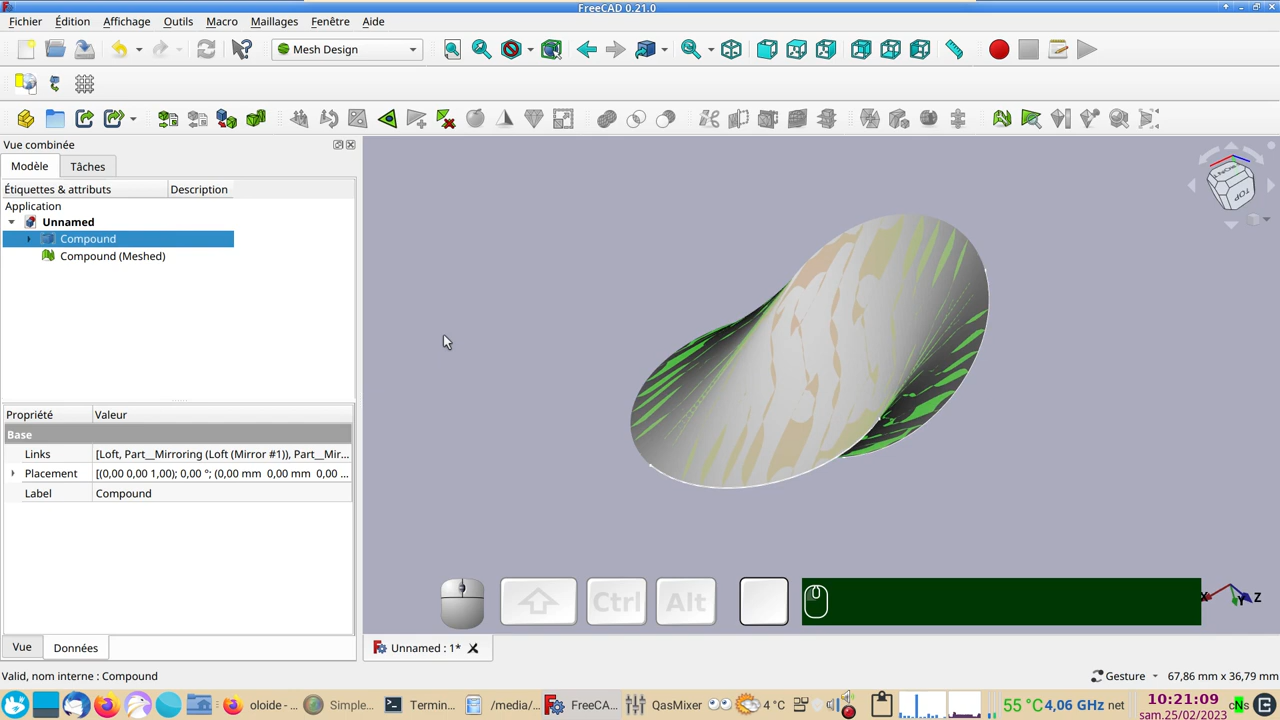 FreeCAD 0.21.0
Fichier Édition Affichage Outils Macro Maillages Fenêtre Aide
Mesh Design
Vue combinée
Modèle Tâches
Étiquettes & attributs Description
Application
Unnamed
Compound
Compound (Meshed)
TOP
Propriété Valeur
Base
Links [Loft, Part__Mirroring (Loft (Mirror #1)), Part__Mir...
Placement [(0,00 0,00 1,00); 0,00 °; (0,00 mm 0,00 mm 0,00 ...
Label Compound
Ctrl Alt
X Y Z
Vue Données
Unnamed : 1*
Valid, nom interne : Compound
Gesture 67,86 mm x 36,79 mm
oloide - ... Simple... Termin... /media/... FreeCA... QasMixer 4 °C 55 °C 4,06 GHz net 10:21:09
sam.25/02/2023